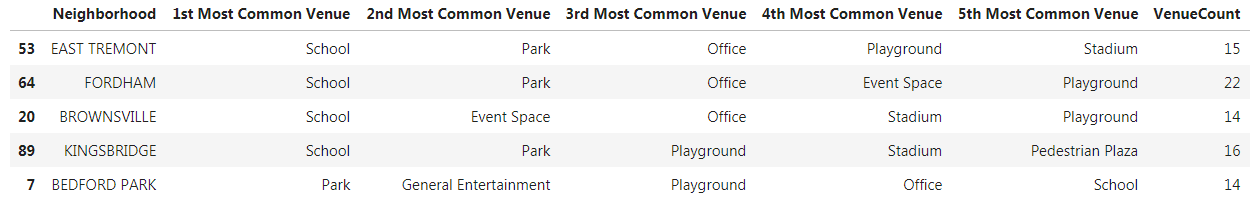 Neighborhood 1st Most Common Venue 2nd Most Common Venue 3rd Most Common Venue 4th Most Common Venue 5th Most Common Venue VenueCount
53 EAST TREMONT School Park Office Playground Stadium 15
64 FORDHAM School Park Office Event Space Playground 22
20 BROWNSVILLE School Event Space Office Stadium Playground 14
89 KINGSBRIDGE School Park Playground Stadium Pedestrian Plaza 16
7 BEDFORD PARK Park General Entertainment Playground Office School 14